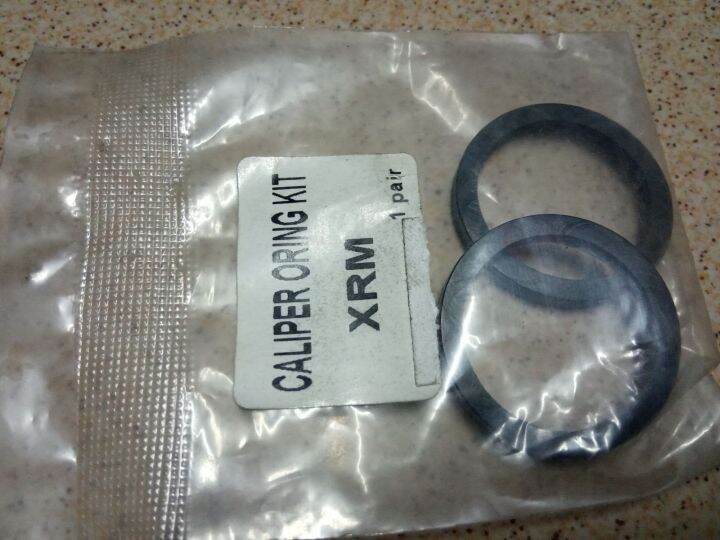 CALIPER ORING KIT
XRM
1 pair